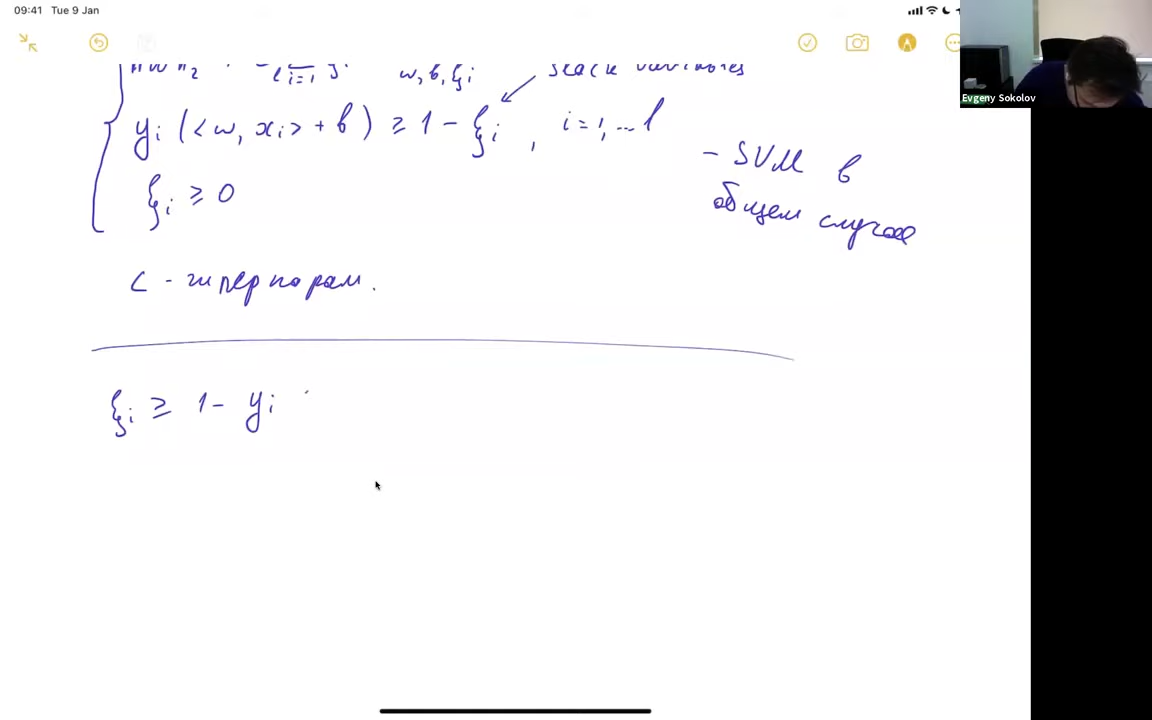 09:41 Tue 9 Jan
Evgeny Sokolov
w, b, ξi
slack variables
yi (<w, xi> + b) ≥ 1 - ξi , i=1, ... l
ξi ≥ 0
- SVM в
общем случае
C - гиперпарам.
ξi ≥ 1 - yi